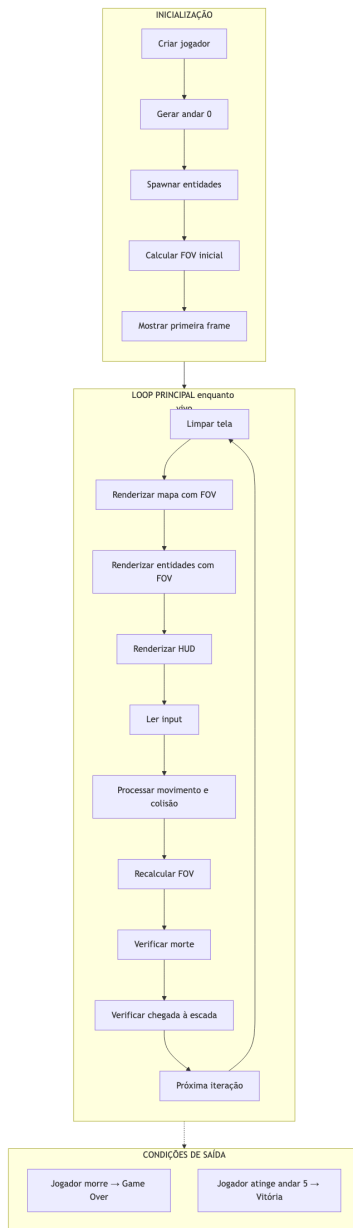 INICIALIZAÇÃO
Criar jogador
Gerar andar 0
Spawnar entidades
Calcular FOV inicial
Mostrar primeira frame
LOOP PRINCIPAL enquanto
vivo
Limpar tela
Renderizar mapa com FOV
Renderizar entidades com
FOV
Renderizar HUD
Ler input
Processar movimento e
colisão
Recalcular FOV
Verificar morte
Verificar chegada à escada
Próxima iteração
CONDIÇÕES DE SAÍDA
Jogador morre → Game
Over
Jogador atinge andar 5 →
Vitória